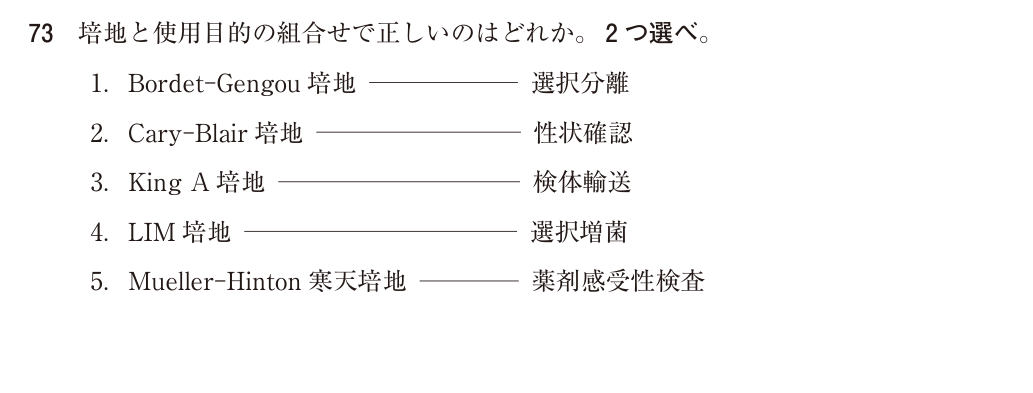 73 培地と使用目的の組合せで正しいのはどれか。2つ選べ。
1. Bordet-Gengou 培地 ――― 選択分離
2. Cary-Blair 培地 ――― 性状確認
3. King A 培地 ――― 検体輸送
4. LIM 培地 ――― 選択増菌
5. Mueller-Hinton 寒天培地 ――― 薬剤感受性検査